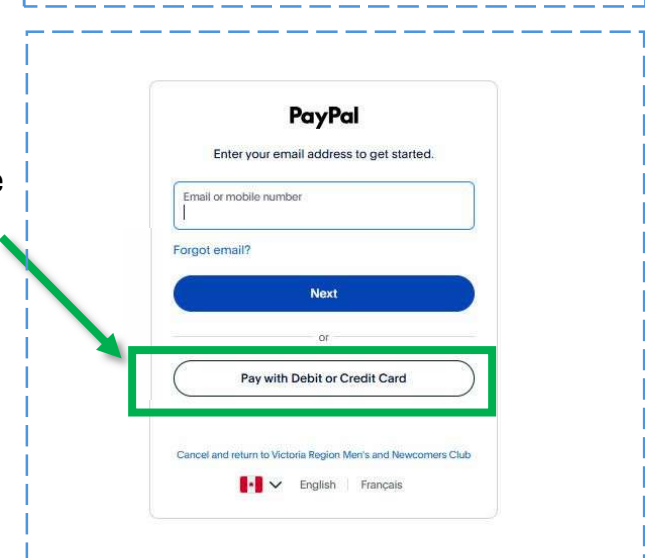 PayPal
Enter your email address to get started.
e
Email or mobile number
Forgot email?
Next
or
Pay with Debit or Credit Card
Cancel and return to Victoria Region Men's and Newcomers Club
English Français